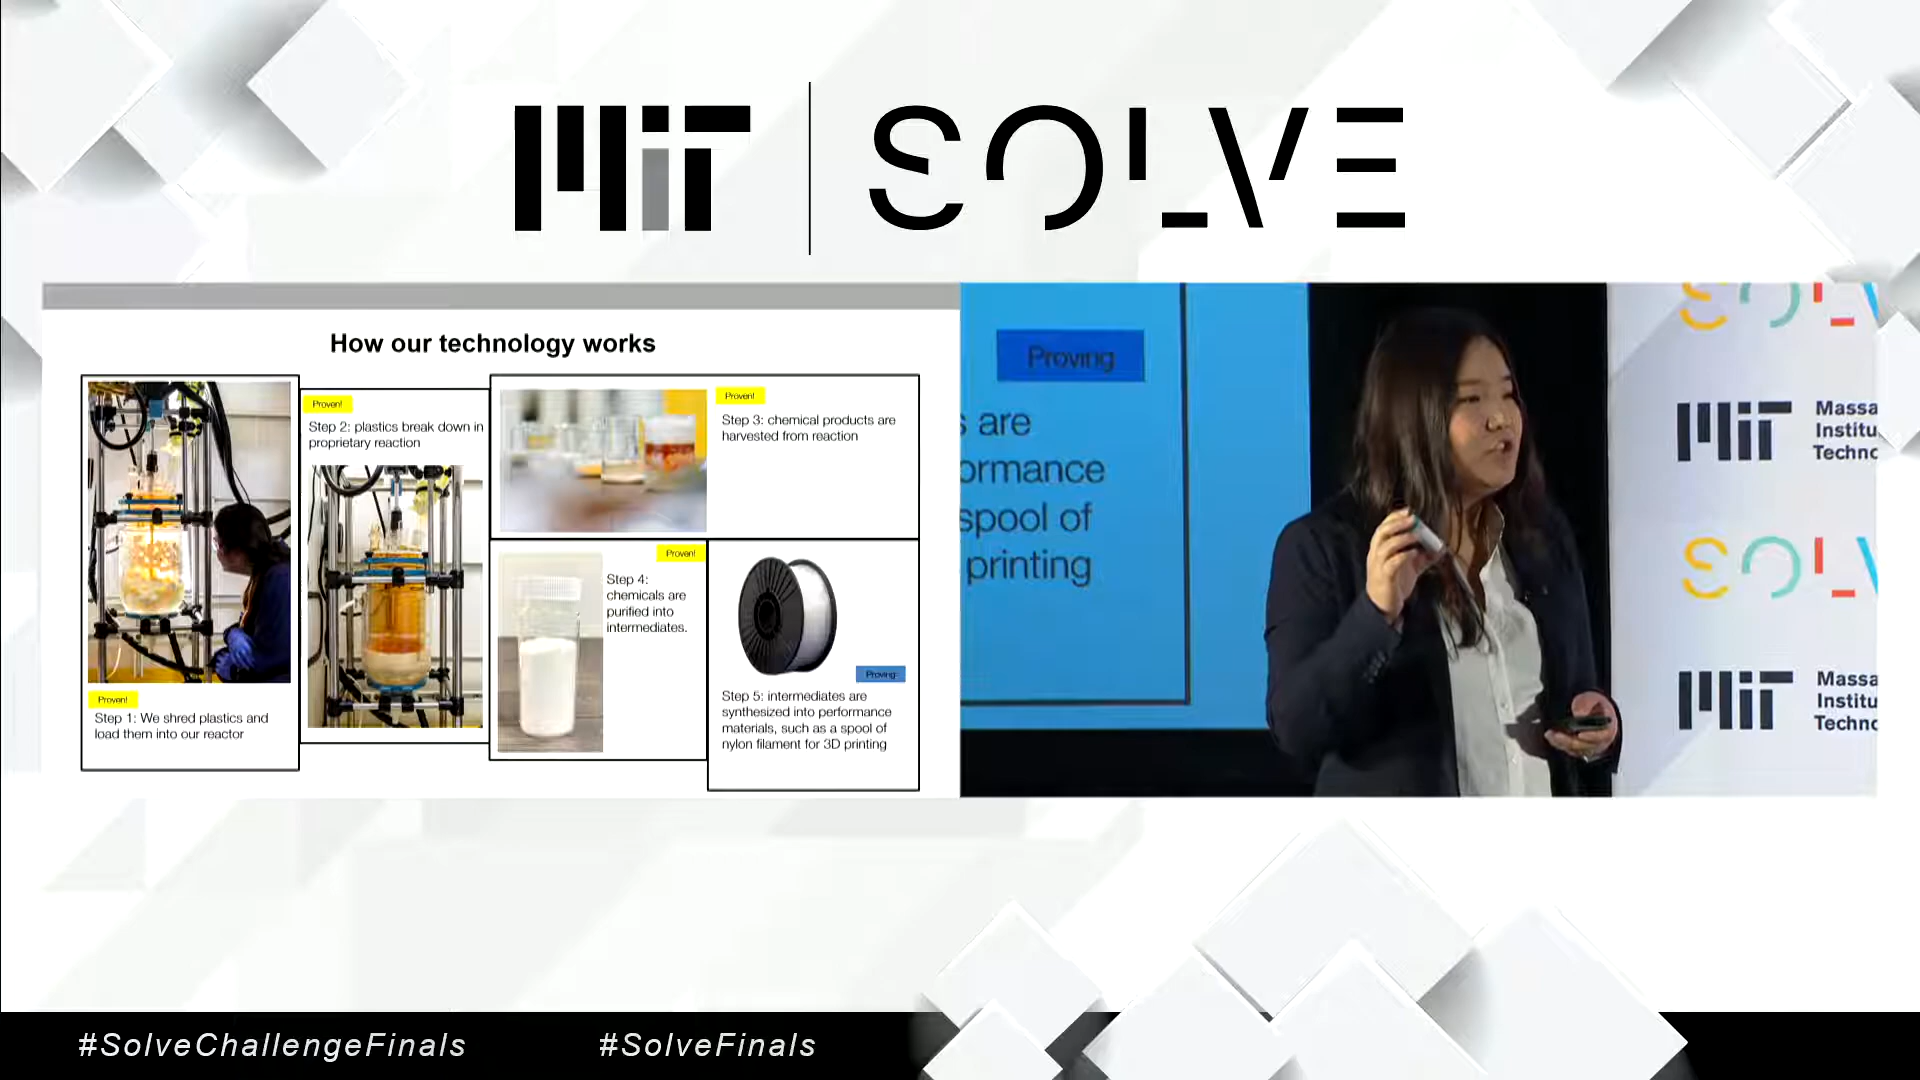 MIT SOLVE
How our technology works
Proven!
Step 1: We shred plastics and
load them into our reactor
Proven!
Step 2: plastics break down in
proprietary reaction
Proven!
Step 3: chemical products are
harvested from reaction
Proven!
Step 4:
chemicals are
purified into
intermediates.
Proving
Step 5: intermediates are
synthesized into performance
materials, such as a spool of
nylon filament for 3D printing
Proving
s are
ormance
spool of
printing
SOLV
MIT
Massa
Institu
Techno
SOLV
MIT
Massa
Institu
Techno
#SolveChallengeFinals
#SolveFinals